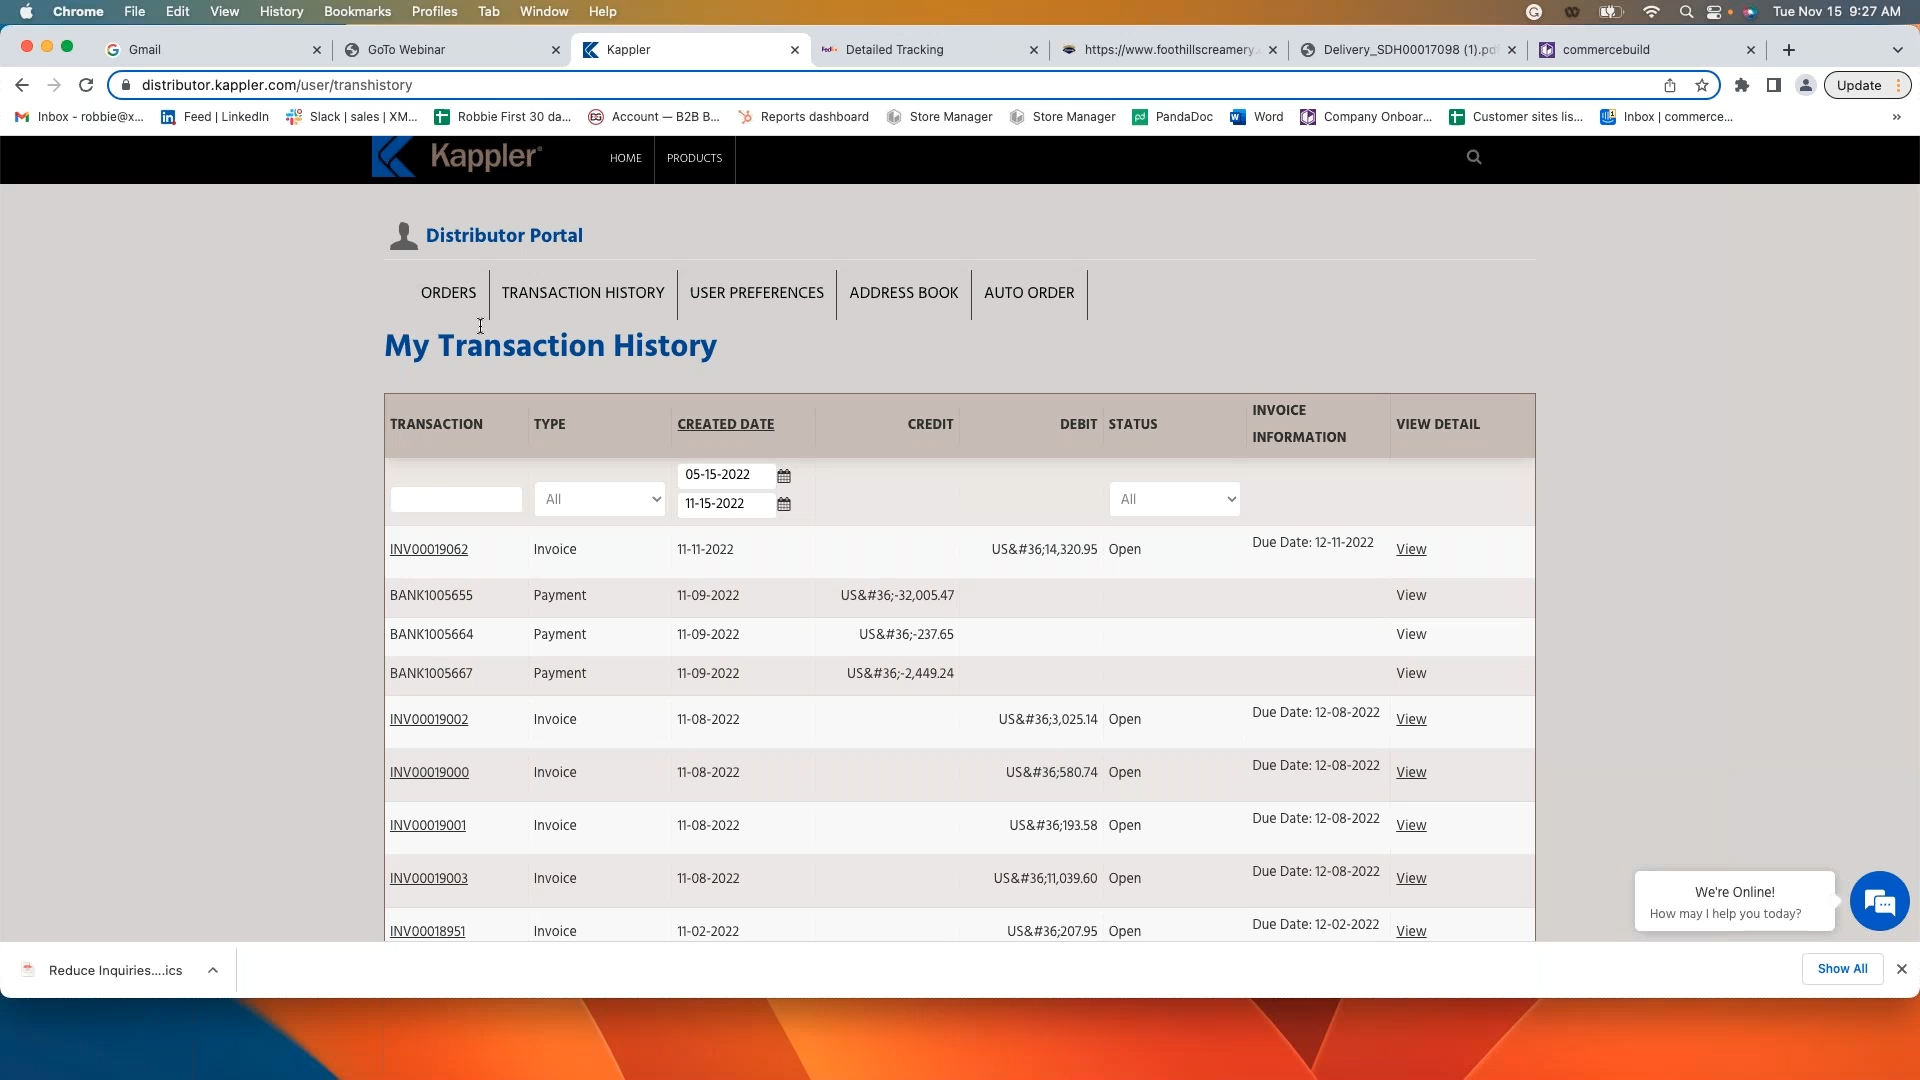 Chrome File Edit View History Bookmarks Profiles Tab Window Help Tue Nov 15 9:27 AM
Gmail GoTo Webinar Kappler FedEx Detailed Tracking https://www.foothillscreamery. Delivery_SDH00017098 (1).pd commercebuild
distributor.kappler.com/user/transhistory Update
Inbox - robbie@x... Feed | LinkedIn Slack | sales | XM... Robbie First 30 da... Account — B2B B... Reports dashboard Store Manager Store Manager PandaDoc Word Company Onboar... Customer sites lis... Inbox | commerce... »
Kappler HOME PRODUCTS
Distributor Portal
ORDERS TRANSACTION HISTORY USER PREFERENCES ADDRESS BOOK AUTO ORDER
My Transaction History
TRANSACTION TYPE CREATED DATE CREDIT DEBIT STATUS INVOICE INFORMATION VIEW DETAIL
05-15-2022
All 11-15-2022 All
INV00019062 Invoice 11-11-2022 US&#36;14,320.95 Open Due Date: 12-11-2022 View
BANK1005655 Payment 11-09-2022 US&#36;-32,005.47 View
BANK1005664 Payment 11-09-2022 US&#36;-237.65 View
BANK1005667 Payment 11-09-2022 US&#36;-2,449.24 View
INV00019002 Invoice 11-08-2022 US&#36;3,025.14 Open Due Date: 12-08-2022 View
INV00019000 Invoice 11-08-2022 US&#36;580.74 Open Due Date: 12-08-2022 View
INV00019001 Invoice 11-08-2022 US&#36;193.58 Open Due Date: 12-08-2022 View
INV00019003 Invoice 11-08-2022 US&#36;11,039.60 Open Due Date: 12-08-2022 View
INV00018951 Invoice 11-02-2022 US&#36;207.95 Open Due Date: 12-02-2022 View
We're Online!
How may I help you today?
Reduce Inquiries....ics Show All